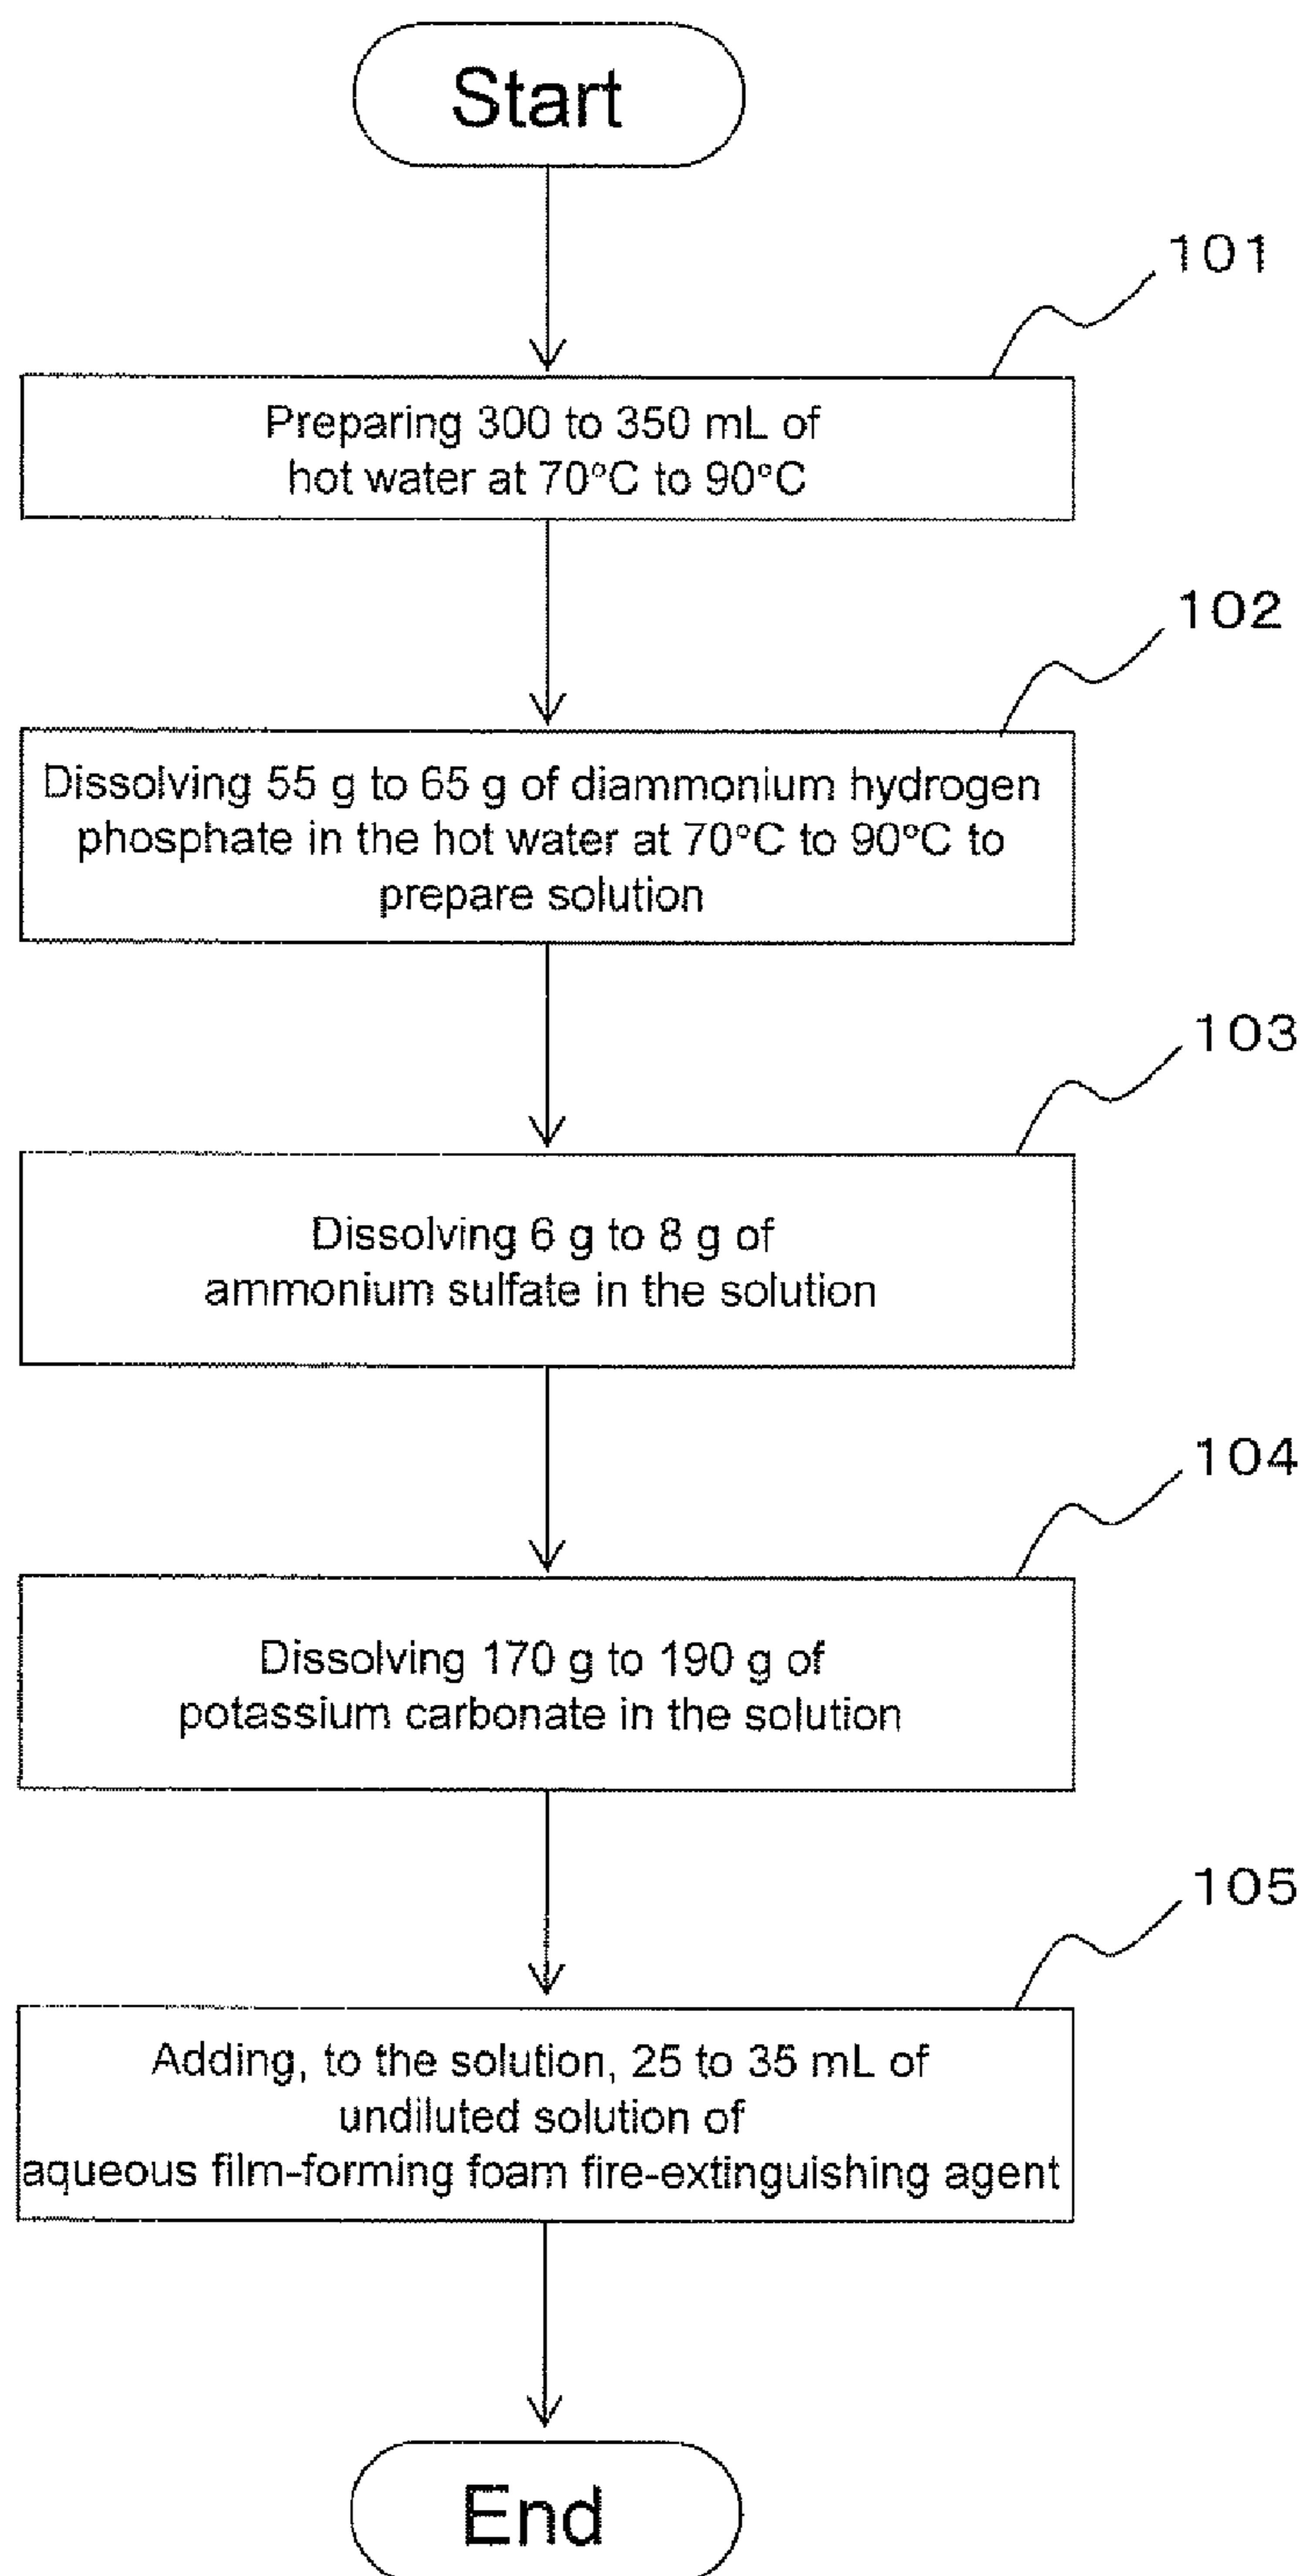 Start
101
Preparing 300 to 350 mL of
hot water at 70°C to 90°C
102
Dissolving 55 g to 65 g of diammonium hydrogen
phosphate in the hot water at 70°C to 90°C to
prepare solution
103
Dissolving 6 g to 8 g of
ammonium sulfate in the solution
104
Dissolving 170 g to 190 g of
potassium carbonate in the solution
105
Adding, to the solution, 25 to 35 mL of
undiluted solution of
aqueous film-forming foam fire-extinguishing agent
End